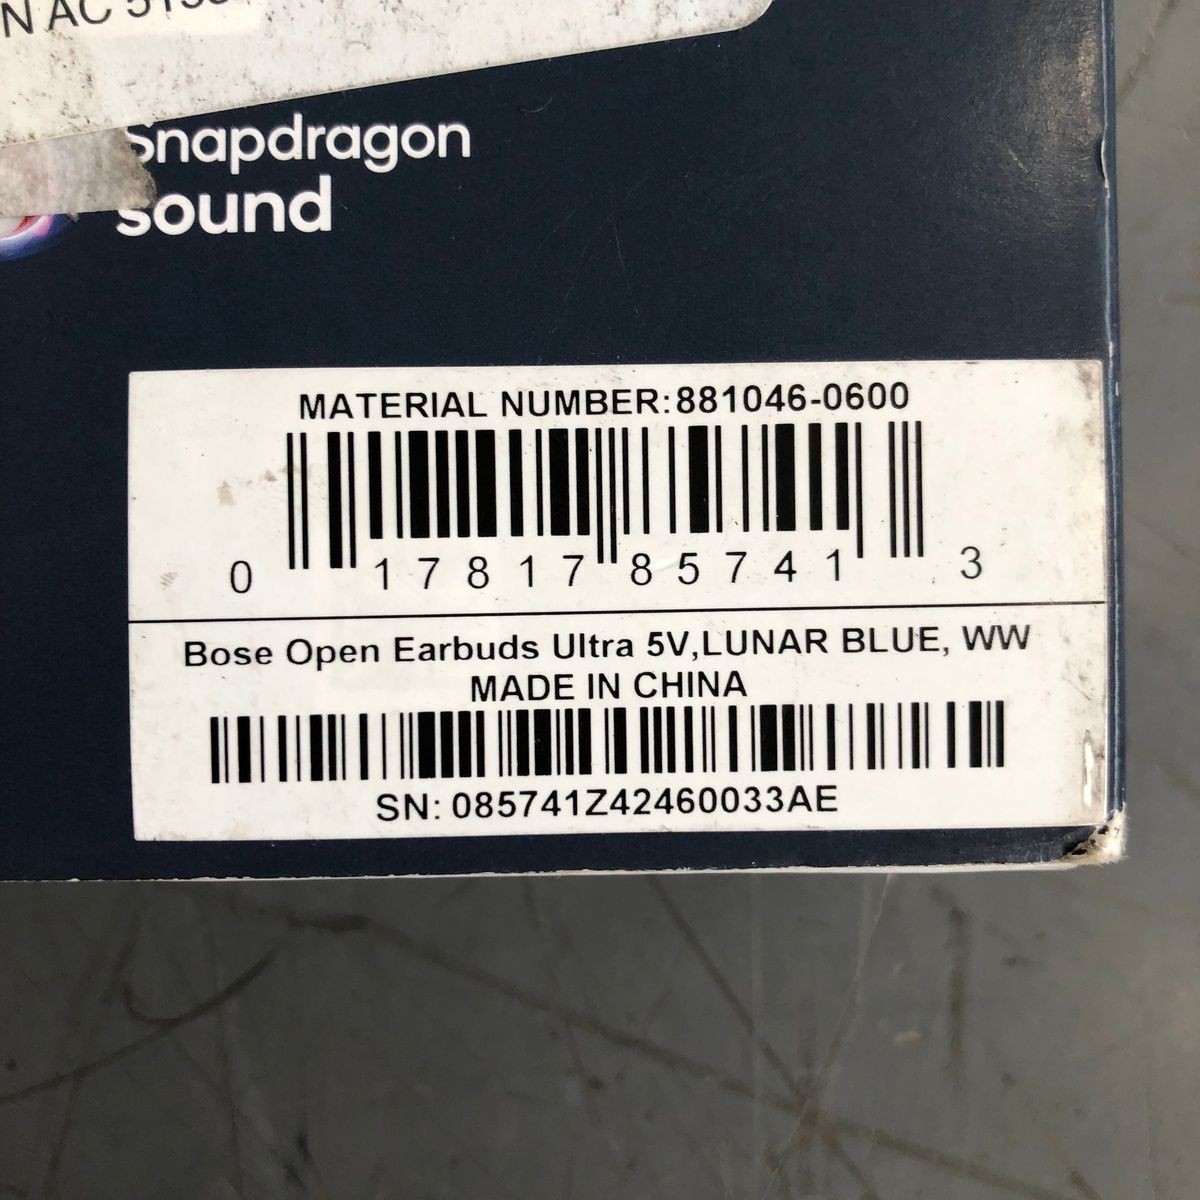 N AC
Snapdragon
sound
MATERIAL NUMBER:881046-0600
0 17817 85741 3
Bose Open Earbuds Ultra 5V,LUNAR BLUE, WW
MADE IN CHINA
SN: 085741Z42460033AE